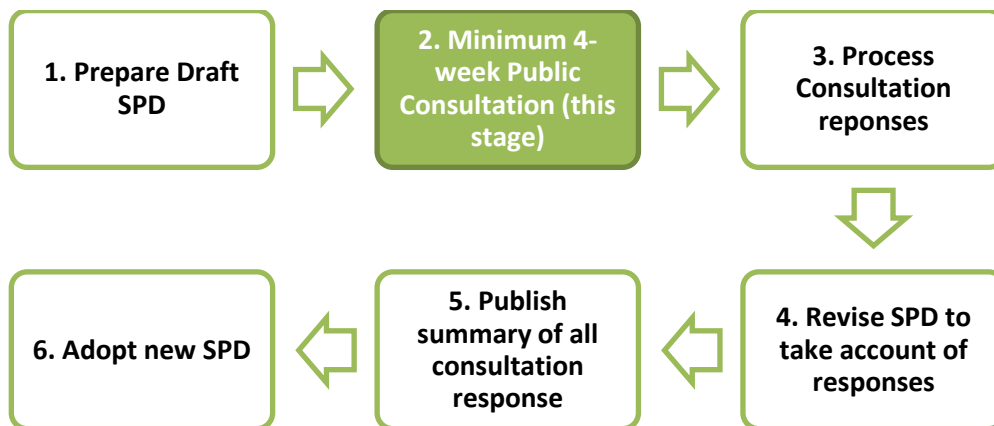 1. Prepare Draft
SPD
2. Minimum 4-
week Public
Consultation (this
stage)
3. Process
Consultation
reponses
4. Revise SPD to
take account of
responses
5. Publish
summary of all
consultation
response
6. Adopt new SPD